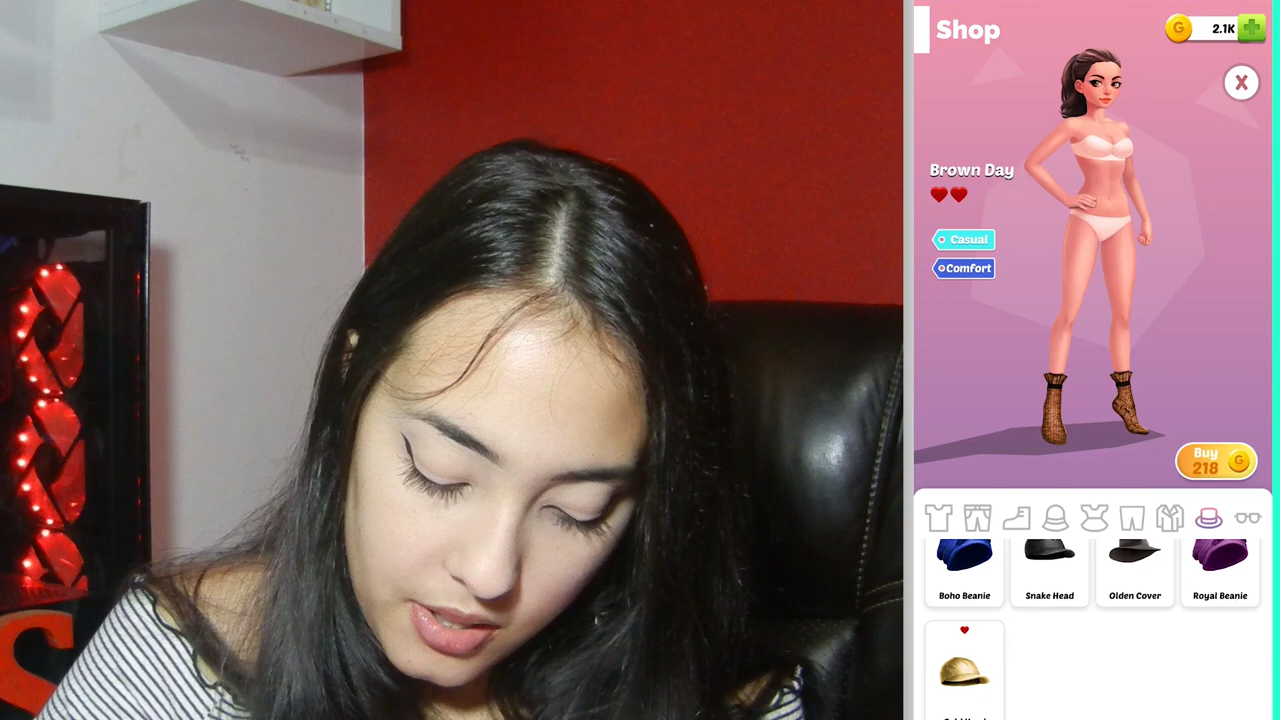 Shop
G
2.1K
Brown Day
Casual
Comfort
Buy
218
G
Boho Beanie
Snake Head
Olden Cover
Royal Beanie